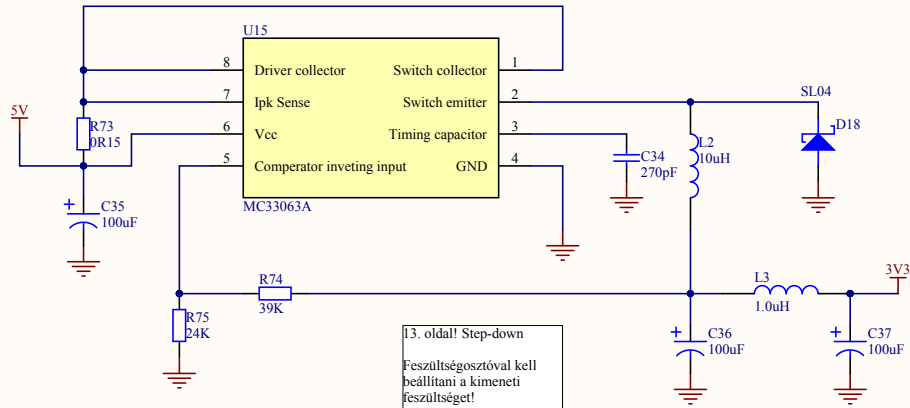 U15
8 Driver collector Switch collector 1
7 Ipk Sense Switch emitter 2
6 Vcc Timing capacitor 3
5 Comperator inveting input GND 4
MC33063A
5V
R73
0R15
C35
100uF
SL04
D18
L2
10uH
C34
270pF
R74
39K
R75
24K
L3
1.0uH
3V3
C36
100uF
C37
100uF
13. oldal! Step-down
Feszültségosztóval kell
beállítani a kimeneti
feszültséget!